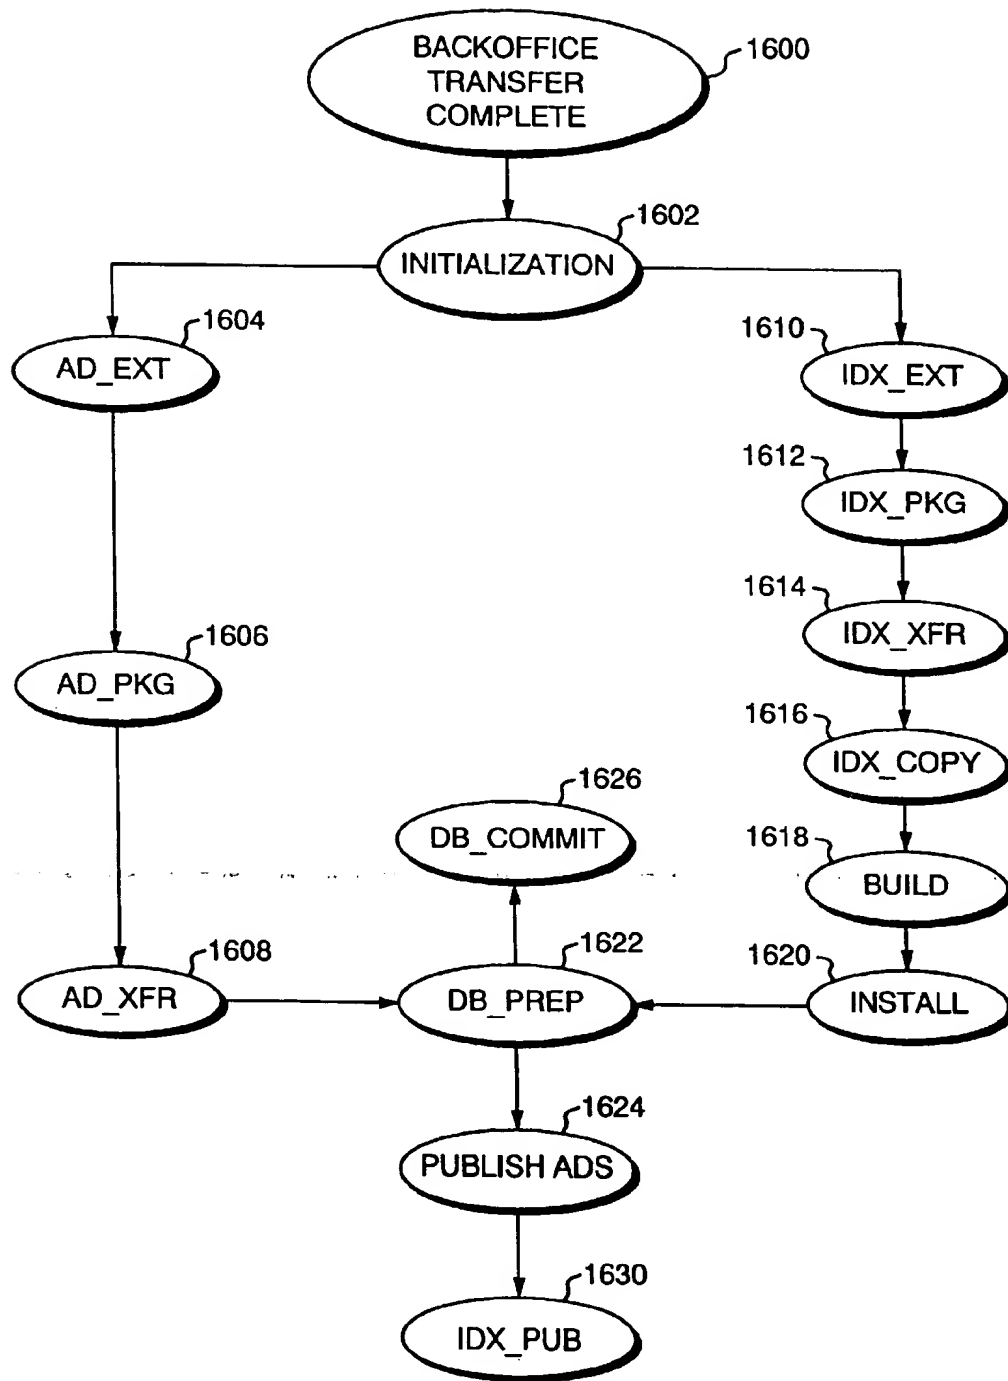 BACKOFFICE
TRANSFER
COMPLETE
1600
1602
INITIALIZATION
1604
AD_EXT
1610
IDX_EXT
1612
IDX_PKG
1606
AD_PKG
1614
IDX_XFR
1616
IDX_COPY
1626
DB_COMMIT
1618
BUILD
1608
AD_XFR
1622
DB_PREP
1620
INSTALL
1624
PUBLISH ADS
1630
IDX_PUB